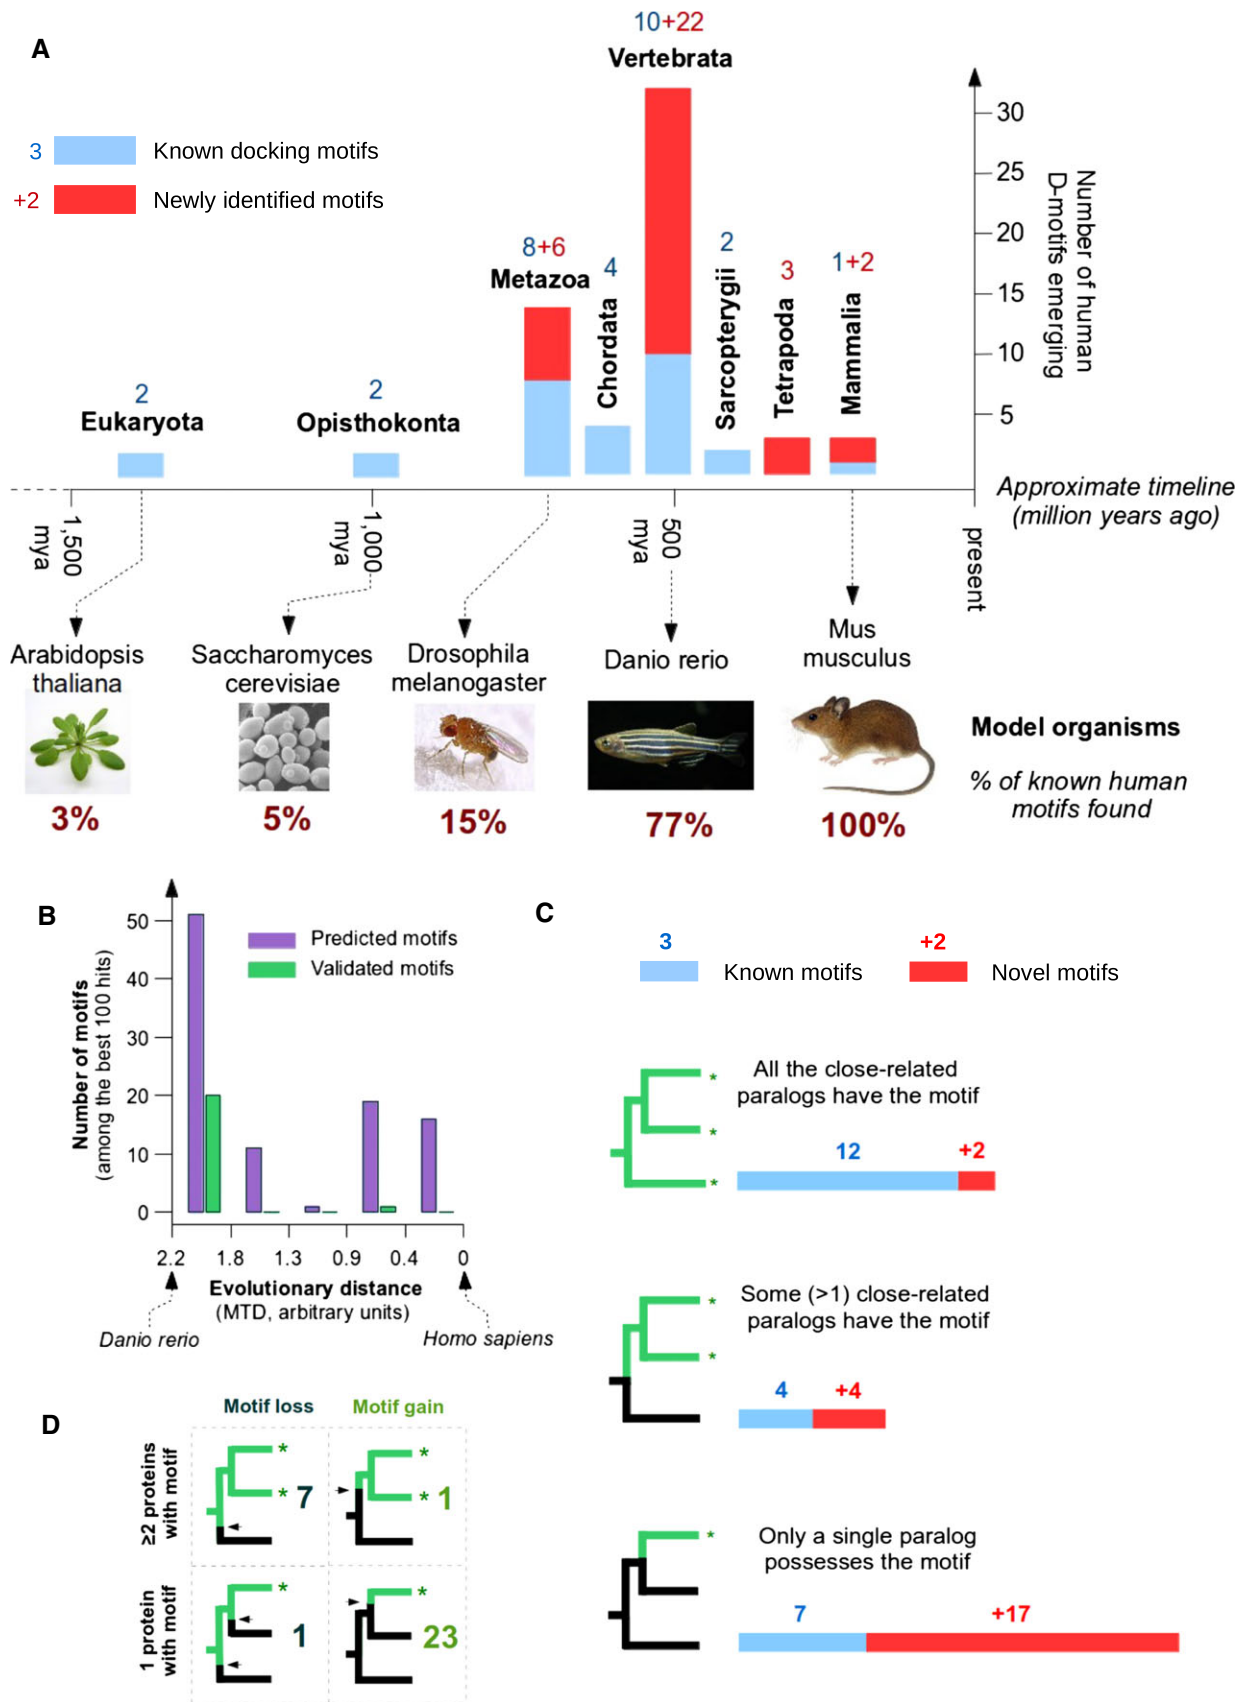 A
3 Known docking motifs
+2 Newly identified motifs
10+22
Vertebrata
8+6
Metazoa
4
Chordata
2
Sarcopterygii
3
Tetrapoda
1+2
Mammalia
2
Eukaryota
2
Opisthokonta
30
25
20
15
10
5
Number of human
D-motifs emerging
Approximate timeline
(million years ago)
1,500
mya
1,000
mya
500
mya
present
Arabidopsis
thaliana
Saccharomyces
cerevisiae
Drosophila
melanogaster
Danio rerio
Mus
musculus
Model organisms
% of known human
motifs found
3%
5%
15%
77%
100%
B
Predicted motifs
Validated motifs
Number of motifs
(among the best 100 hits)
50
40
30
20
10
0
2.2 1.8 1.3 0.9 0.4 0
Evolutionary distance
(MTD, arbitrary units)
Danio rerio
Homo sapiens
C
3 +2
Known motifs Novel motifs
All the close-related
paralogs have the motif
* * *
12 +2
Some (>1) close-related
paralogs have the motif
* *
4 +4
Only a single paralog
possesses the motif
*
7 +17
D
Motif loss Motif gain
≥2 proteins
with motif
* * 7
* * 1
1 protein
with motif
* 1
* 23